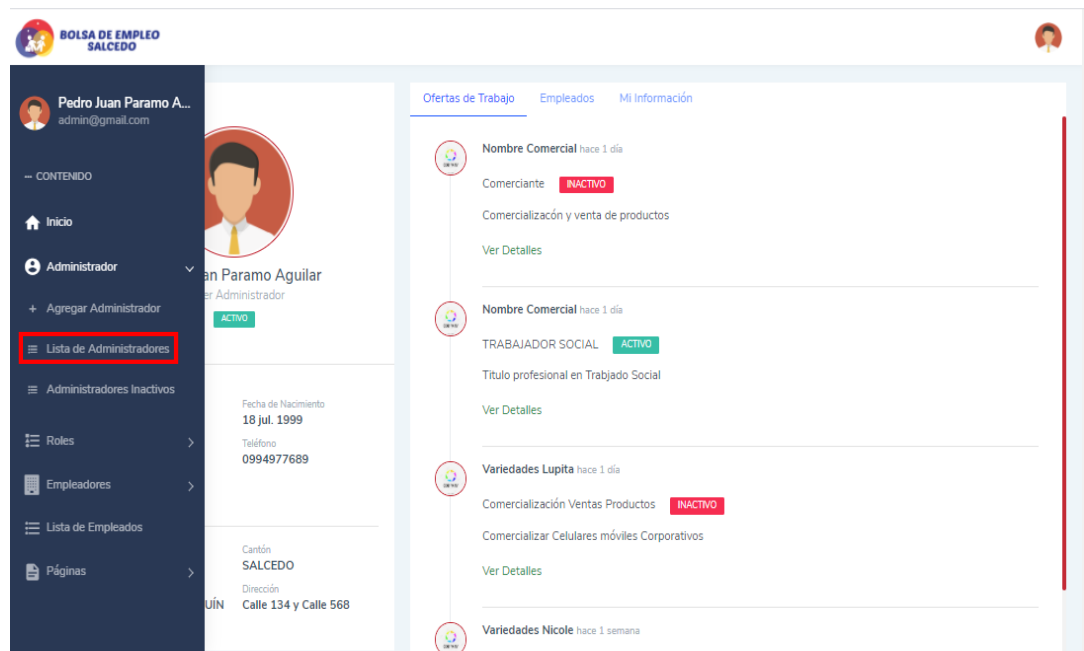 BOLSA DE EMPLEO
SALCEDO
Pedro Juan Paramo A...
admin@gmail.com
-- CONTENIDO
Inicio
Administrador
+ Agregar Administrador
Lista de Administradores
Administradores Inactivos
Roles
Empleadores
Lista de Empleados
Páginas
an Paramo Aguilar
er Administrador
ACTIVO
Fecha de Nacimiento
18 jul. 1999
Teléfono
0994977689
Cantón
SALCEDO
Dirección
UÍN Calle 134 y Calle 568
Ofertas de Trabajo Empleados Mi Información
Nombre Comercial hace 1 día
Comerciante INACTIVO
Comercializacón y venta de productos
Ver Detalles
Nombre Comercial hace 1 día
TRABAJADOR SOCIAL ACTIVO
Titulo profesional en Trabjado Social
Ver Detalles
Variedades Lupita hace 1 día
Comercialización Ventas Productos INACTIVO
Comercializar Celulares móviles Corporativos
Ver Detalles
Variedades Nicole hace 1 semana